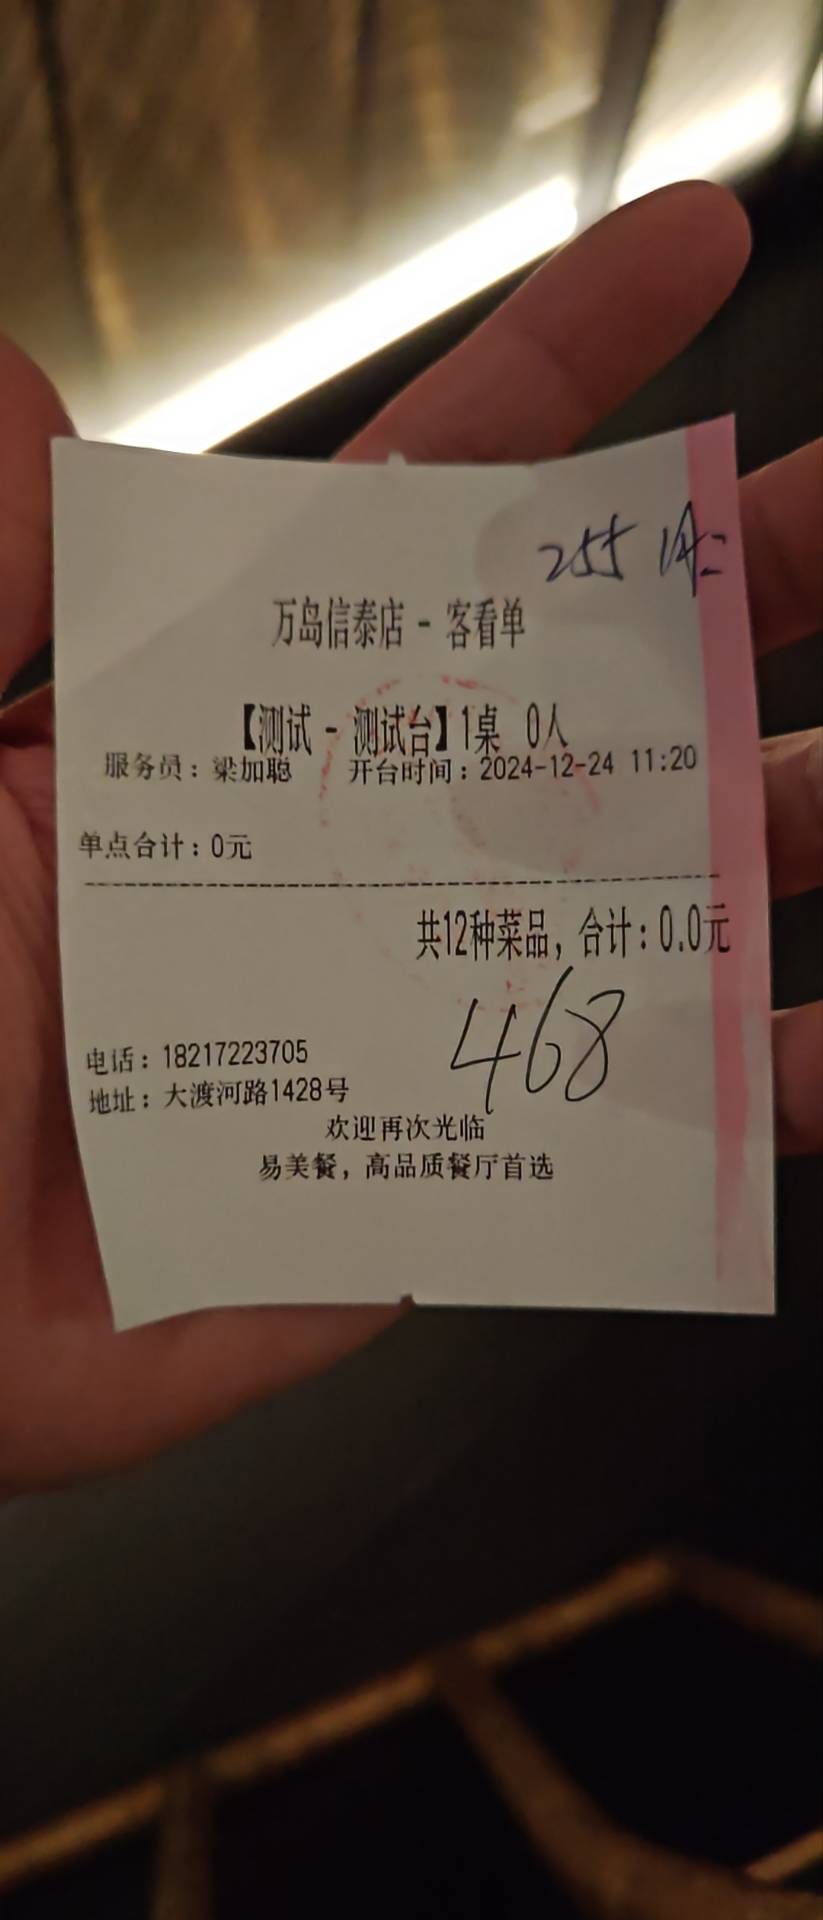 255
万岛信泰店 - 客看单
【测试 - 测试台】1桌 0人
服务员：梁加聪 开台时间：2024-12-24 11:20
单点合计：0元
共12种菜品，合计：0.0元
468
电话：18217223705
地址：大渡河路1428号
欢迎再次光临
易美餐，高品质餐厅首选